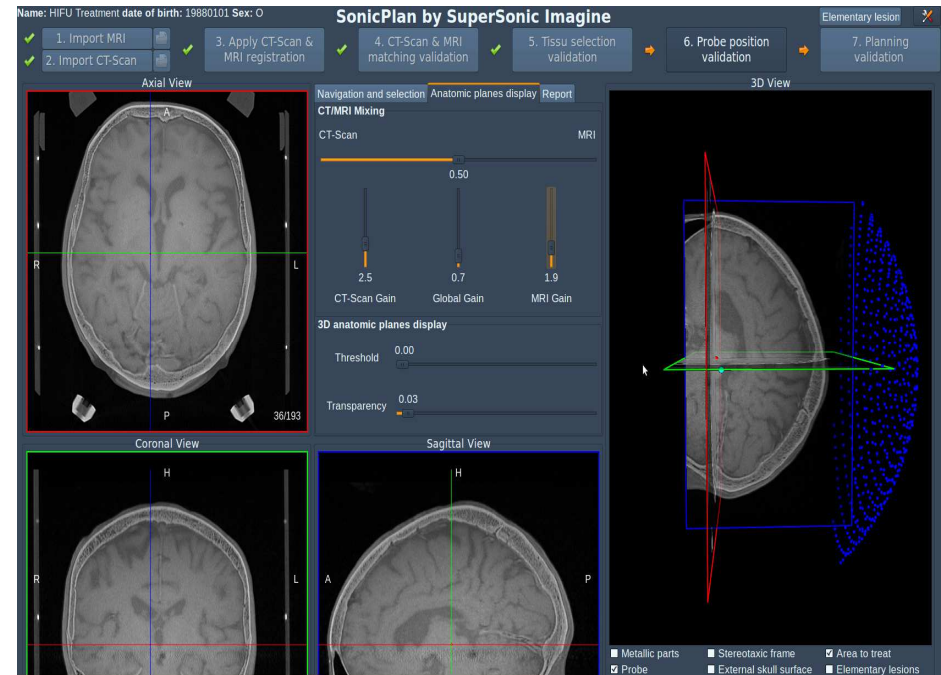 Name: HIFU Treatment date of birth: 19880101 Sex: O
SonicPlan by SuperSonic Imagine
Elementary lesion
1. Import MRI
2. Import CT-Scan
3. Apply CT-Scan &
MRI registration
4. CT-Scan & MRI
matching validation
5. Tissu selection
validation
6. Probe position
validation
7. Planning
validation
Axial View
A
R
L
P
36/193
Navigation and selection Anatomic planes display Report
CT/MRI Mixing
CT-Scan
MRI
0.50
2.5
0.7
1.9
CT-Scan Gain
Global Gain
MRI Gain
3D anatomic planes display
Threshold
0.00
Transparency
0.03
3D View
Coronal View
H
R
L
Sagittal View
H
A
P
Metallic parts
Stereotaxic frame
Area to treat
Probe
External skull surface
Elementary lesions